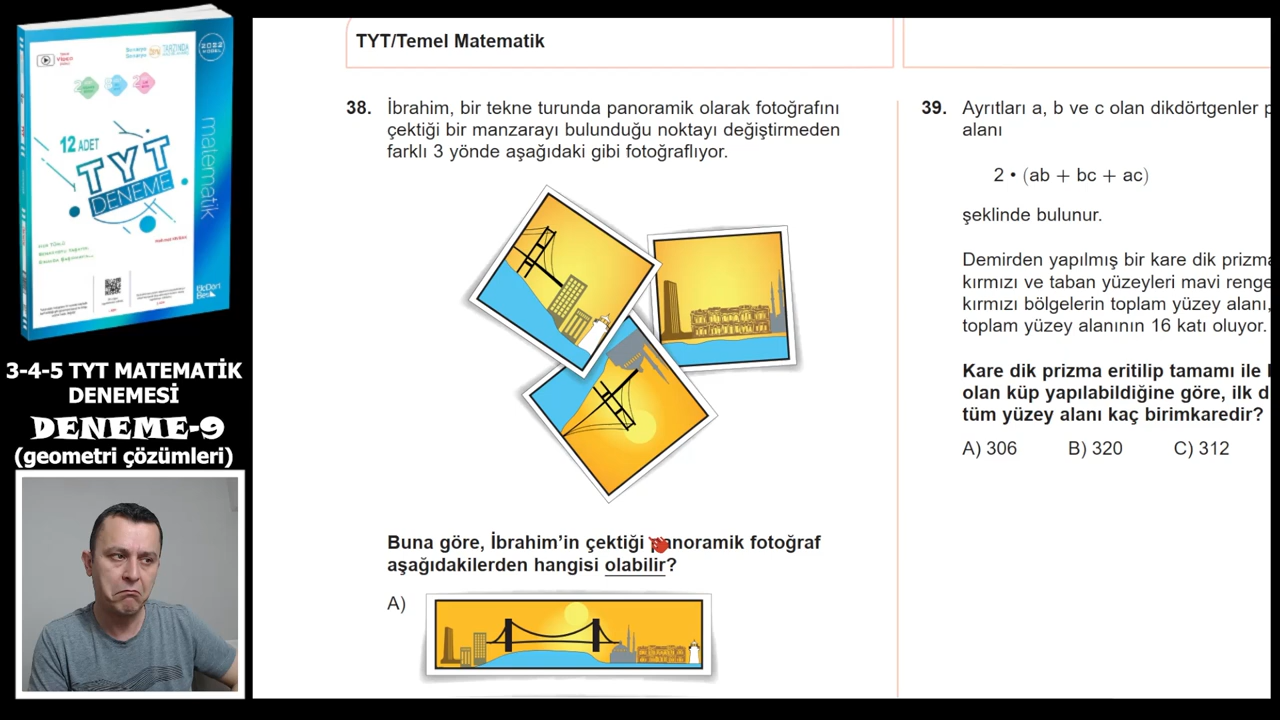 2022
matematik
12 ADET
TYT
DENEME
3-4-5 TYT MATEMATİK
DENEMESİ
DENEME-9
(geometri çözümleri)
TYT/Temel Matematik
38. İbrahim, bir tekne turunda panoramik olarak fotoğrafını
çektiği bir manzarayı bulunduğu noktayı değiştirmeden
farklı 3 yönde aşağıdaki gibi fotoğraflıyor.
Buna göre, İbrahim'in çektiği panoramik fotoğraf
aşağıdakilerden hangisi olabilir?
A)
39. Ayrıtları a, b ve c olan dikdörtgenler p
alanı
2 • (ab + bc + ac)
şeklinde bulunur.
Demirden yapılmış bir kare dik prizma
kırmızı ve taban yüzeyleri mavi renge
kırmızı bölgelerin toplam yüzey alanı,
toplam yüzey alanının 16 katı oluyor.
Kare dik prizma eritilip tamamı ile
olan küp yapılabildiğine göre, ilk d
tüm yüzey alanı kaç birimkaredir?
A) 306 B) 320 C) 312